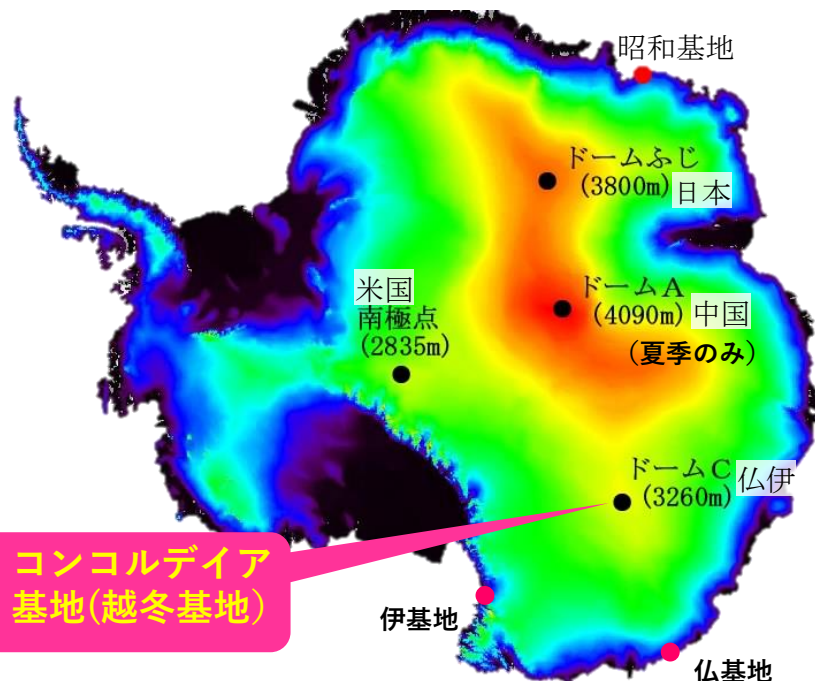 昭和基地
ドームふじ
(3800m)
日本
米国
南極点
(2835m)
ドームA
(4090m)
中国
(夏季のみ)
ドームC
(3260m)
仏伊
コンコルデイア
基地(越冬基地)
伊基地
仏基地